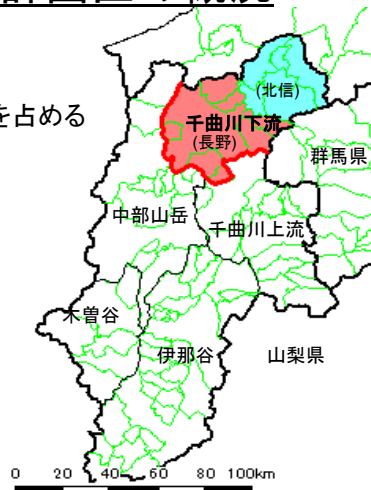 を占める
(北信)
千曲川下流
(長野)
群馬県
中部山岳
千曲川上流
木曽谷
伊那谷
山梨県
0 20 40 60 80 100km